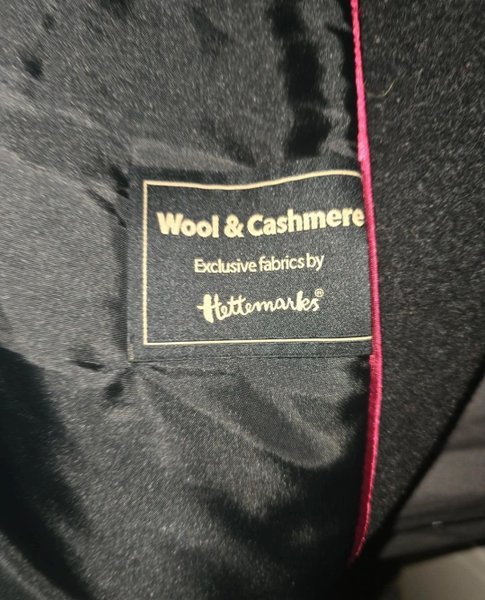 Wool & Cashmere
Exclusive fabrics by
Hettemarks®